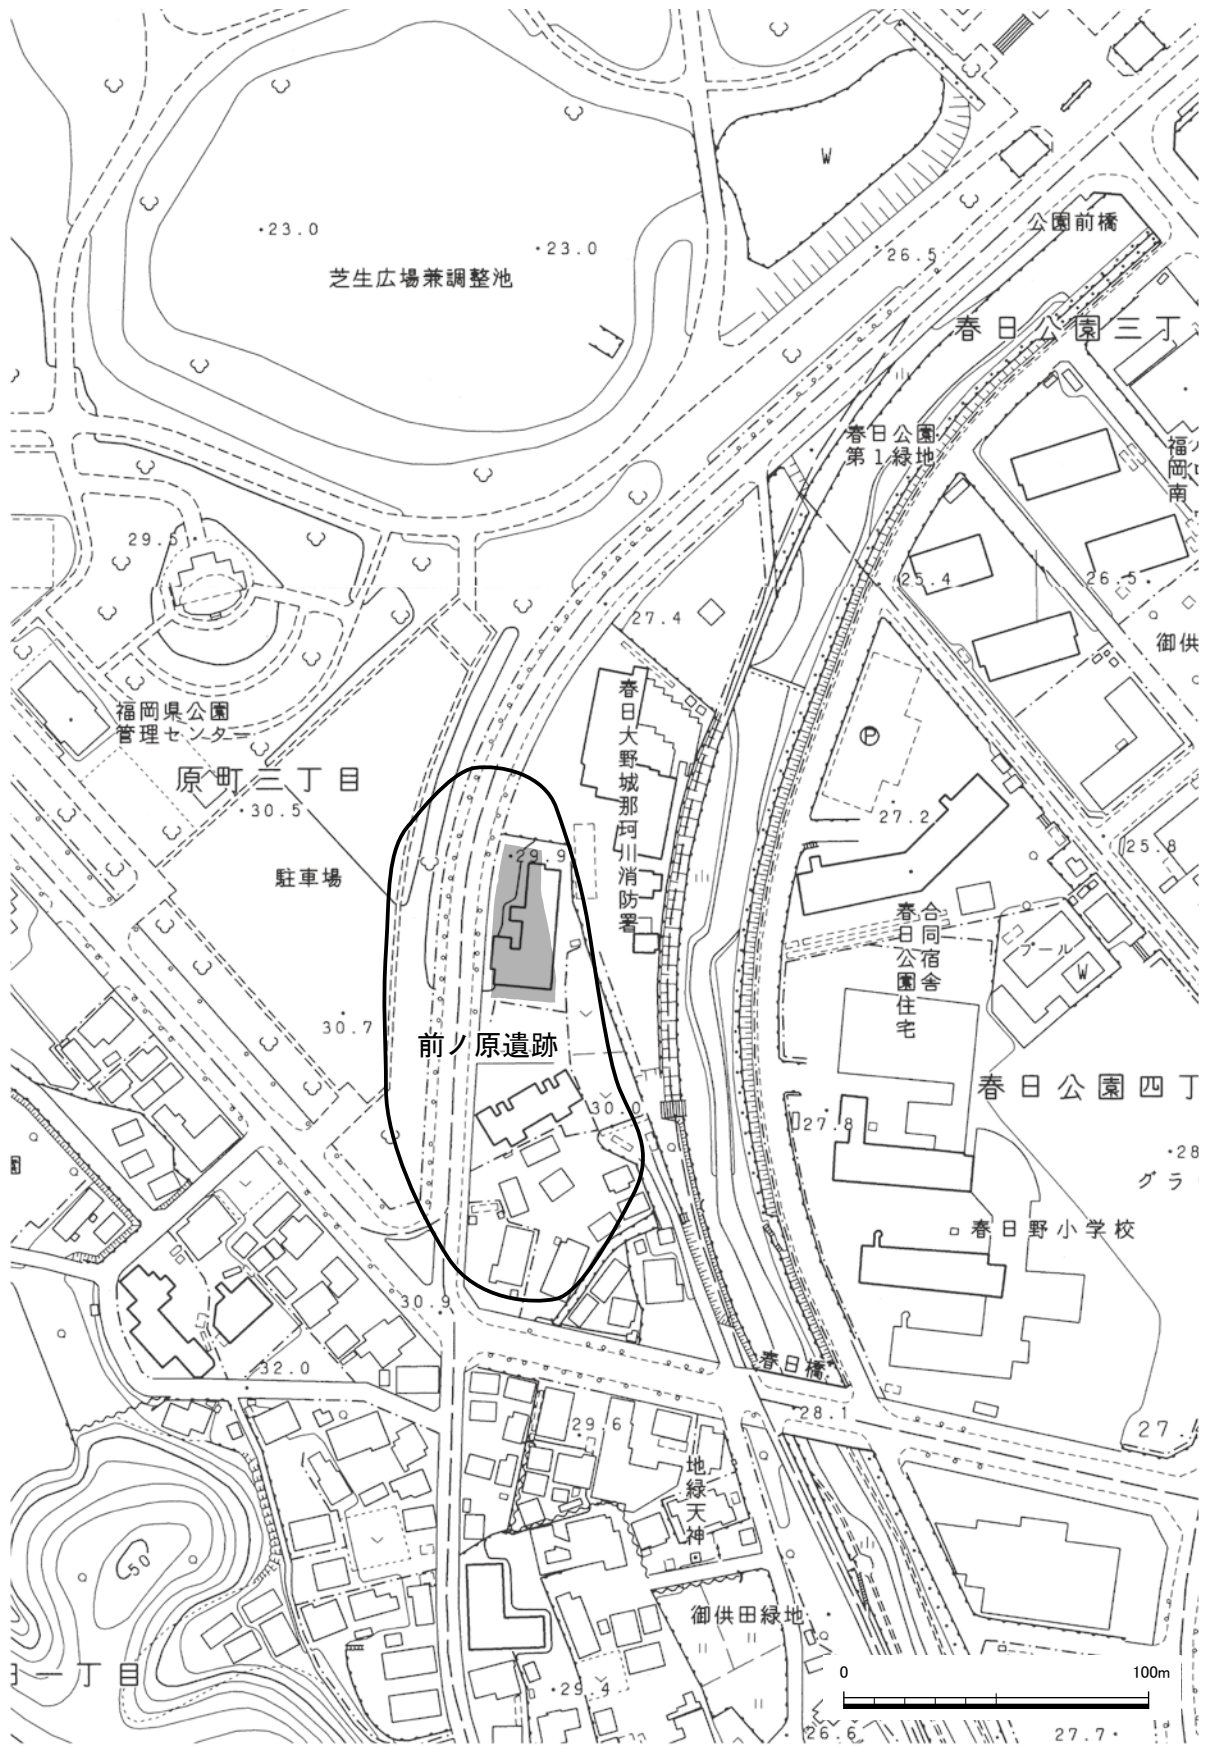 W
公園前橋
23.0
23.0
26.5
芝生広場兼調整池
春日公園三丁
春日公園
第1緑地
福岡南
29.5
25.4
26.5
27.4
御供
春日大野城那珂川消防署
福岡県公園
管理センター
P
原町三丁目
30.5
27.2
25.8
29.9
駐車場
合同宿舎
春日公園住宅
プール
W
30.7
前ノ原遺跡
春日公園四丁
30.0
27.8
28
グラ
春日野小学校
30.9
春日橋
32.0
28.1
29.6
27.
地緑天神
50
御供田緑地
一丁目
0
100m
29.4
26.6
27.7